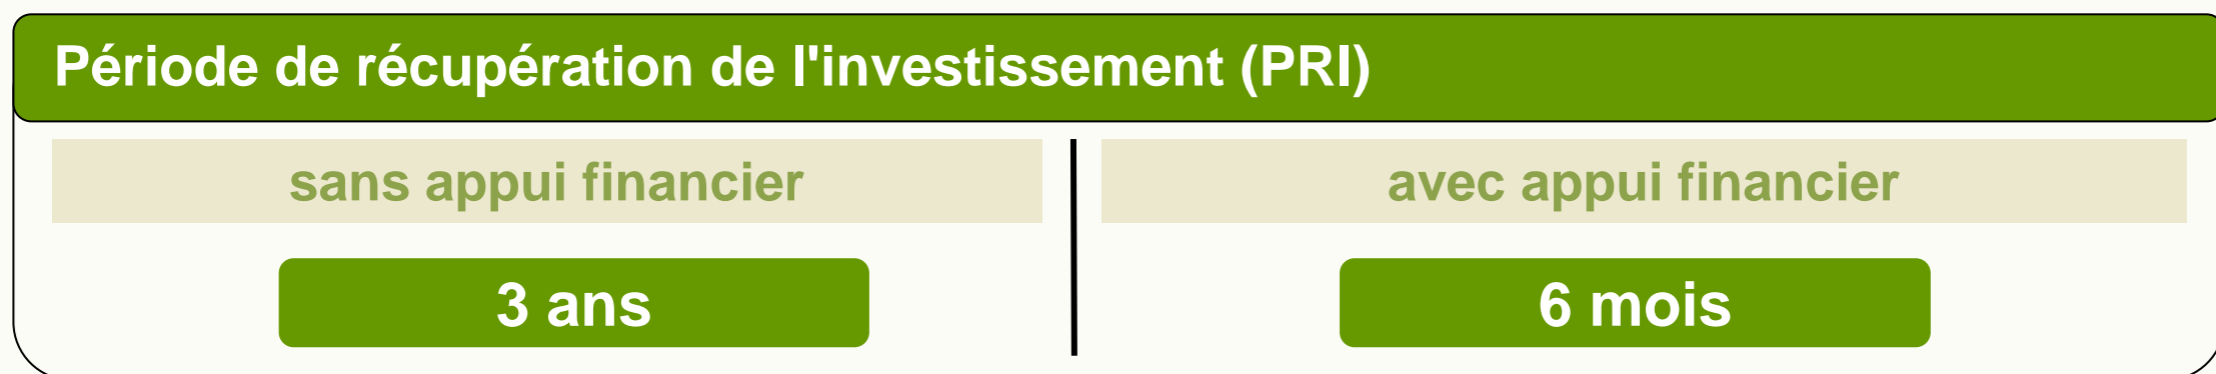 Période de récupération de l'investissement (PRI)
sans appui financier
avec appui financier
3 ans
6 mois